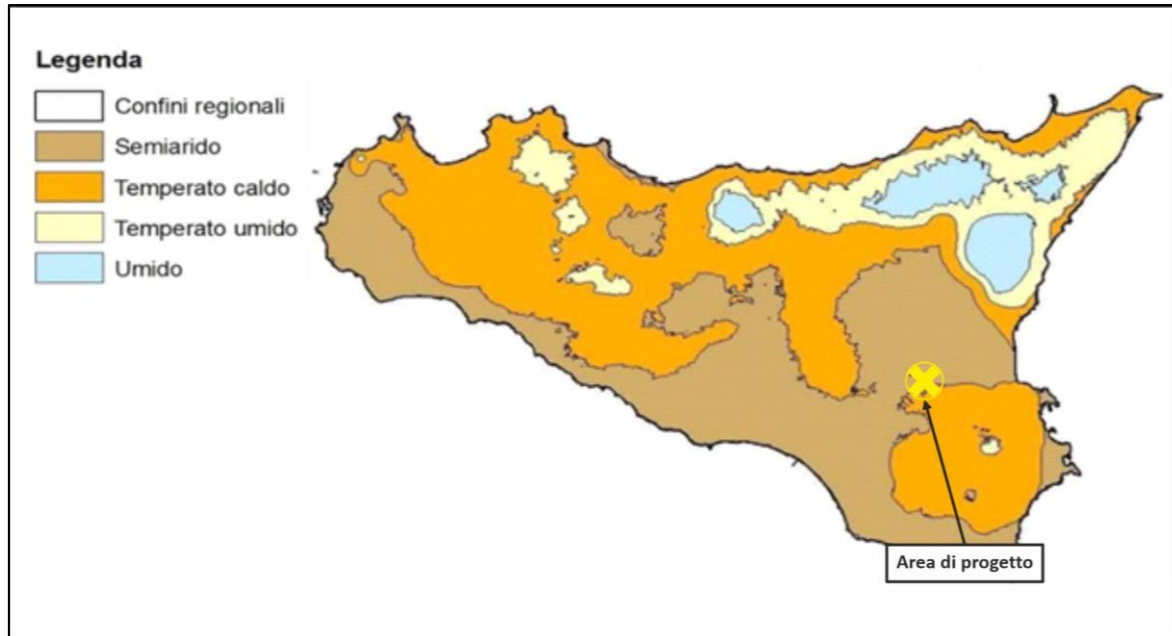 Legenda
Confini regionali
Semiarido
Temperato caldo
Temperato umido
Umido
Area di progetto